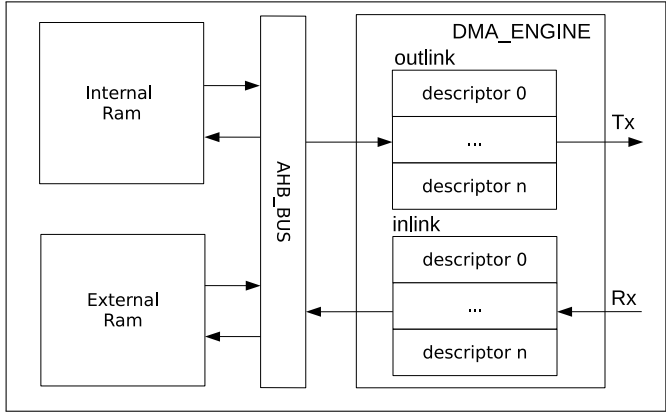 Internal
Ram
External
Ram
AHB_BUS
DMA_ENGINE
outlink
descriptor 0
...
descriptor n
Tx
inlink
descriptor 0
...
descriptor n
Rx